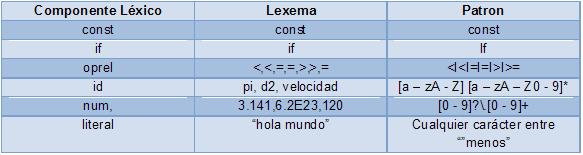 Componente Léxico Lexema Patron
const const const
if if If
oprel <,<,=,=,>,>,= <I<I=I=I>I>=
id pi, d2, velocidad [a – zA - Z] [a – zA – Z0 - 9]*
num, 3.141,6.2E23,120 [0 - 9]?\[0 - 9]+
literal “hola mundo” Cualquier carácter entre
“”menos”